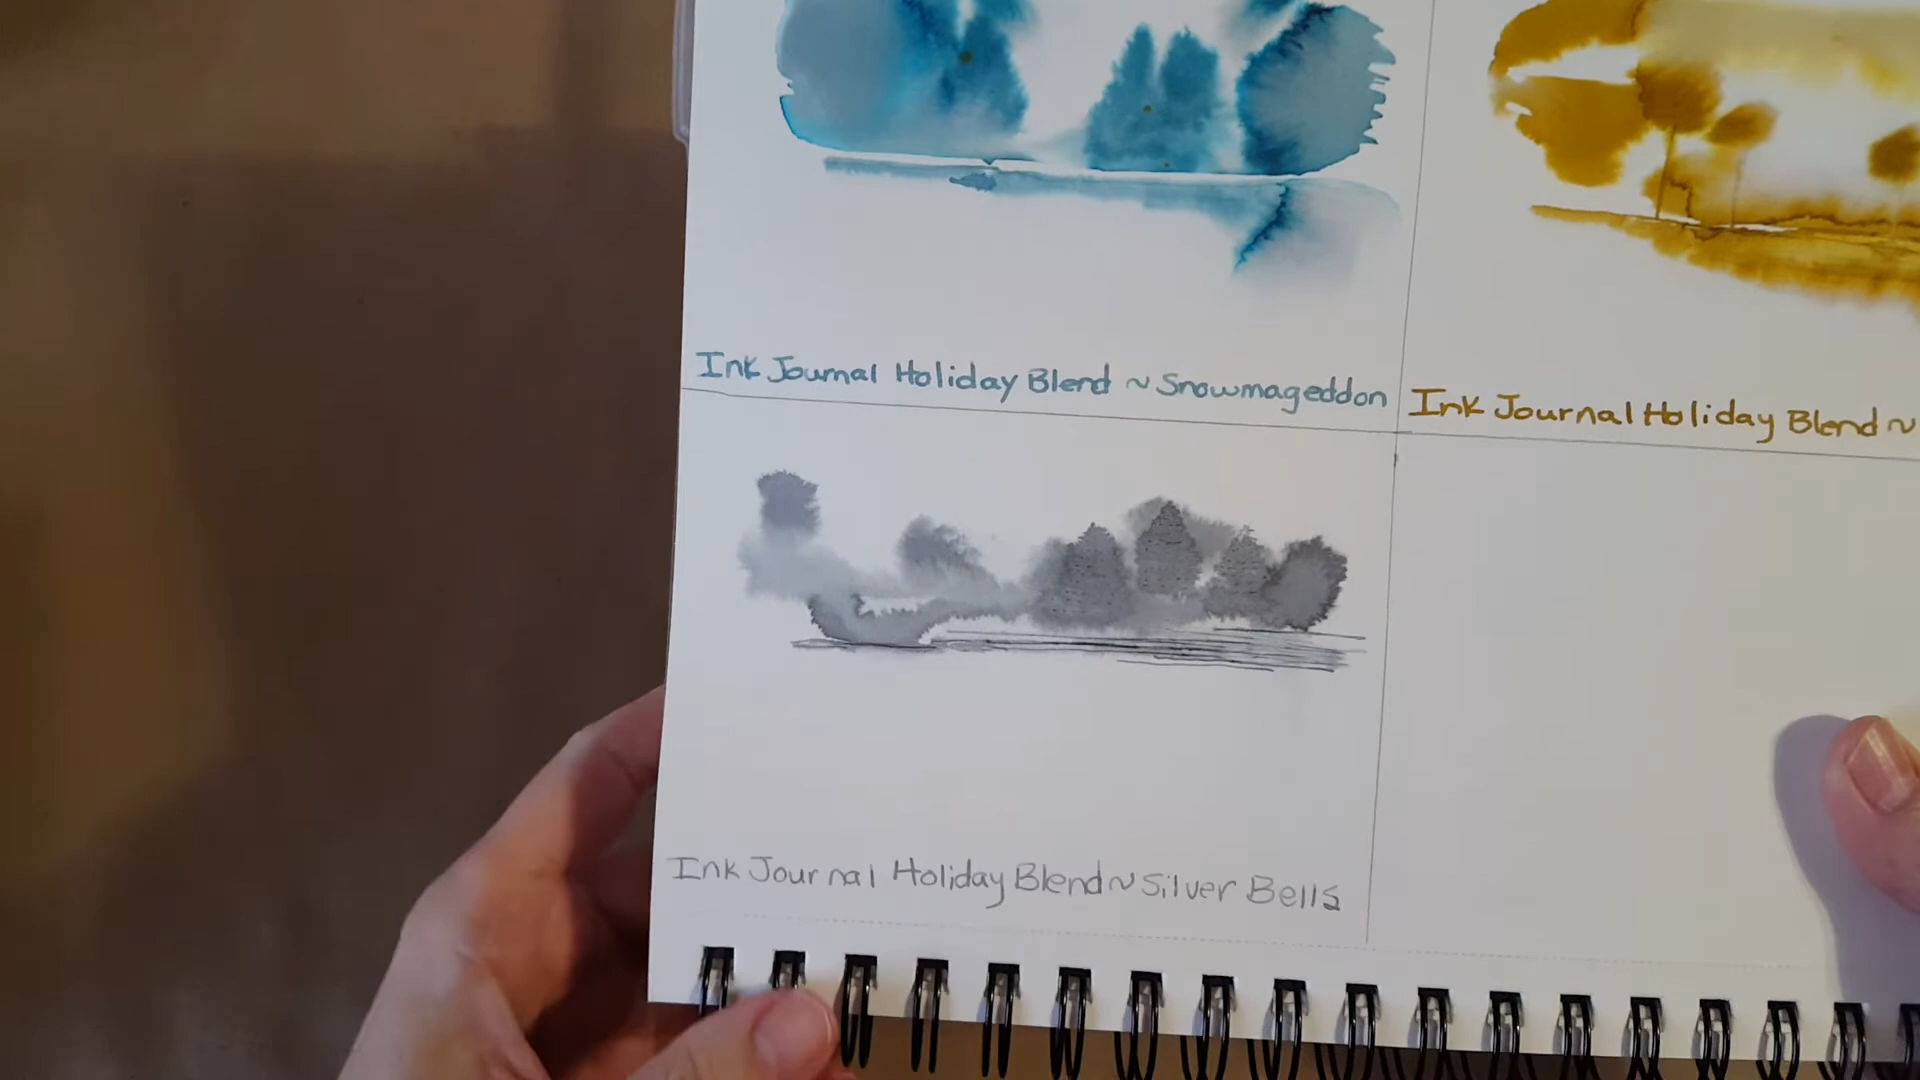 Ink Journal Holiday Blend ~ Snowmageddon
Ink Journal Holiday Blend ~
Ink Journal Holiday Blend ~ Silver Bells